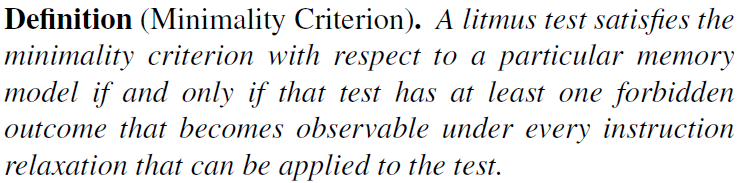 Definition (Minimality Criterion). A litmus test satisfies the
minimality criterion with respect to a particular memory
model if and only if that test has at least one forbidden
outcome that becomes observable under every instruction
relaxation that can be applied to the test.